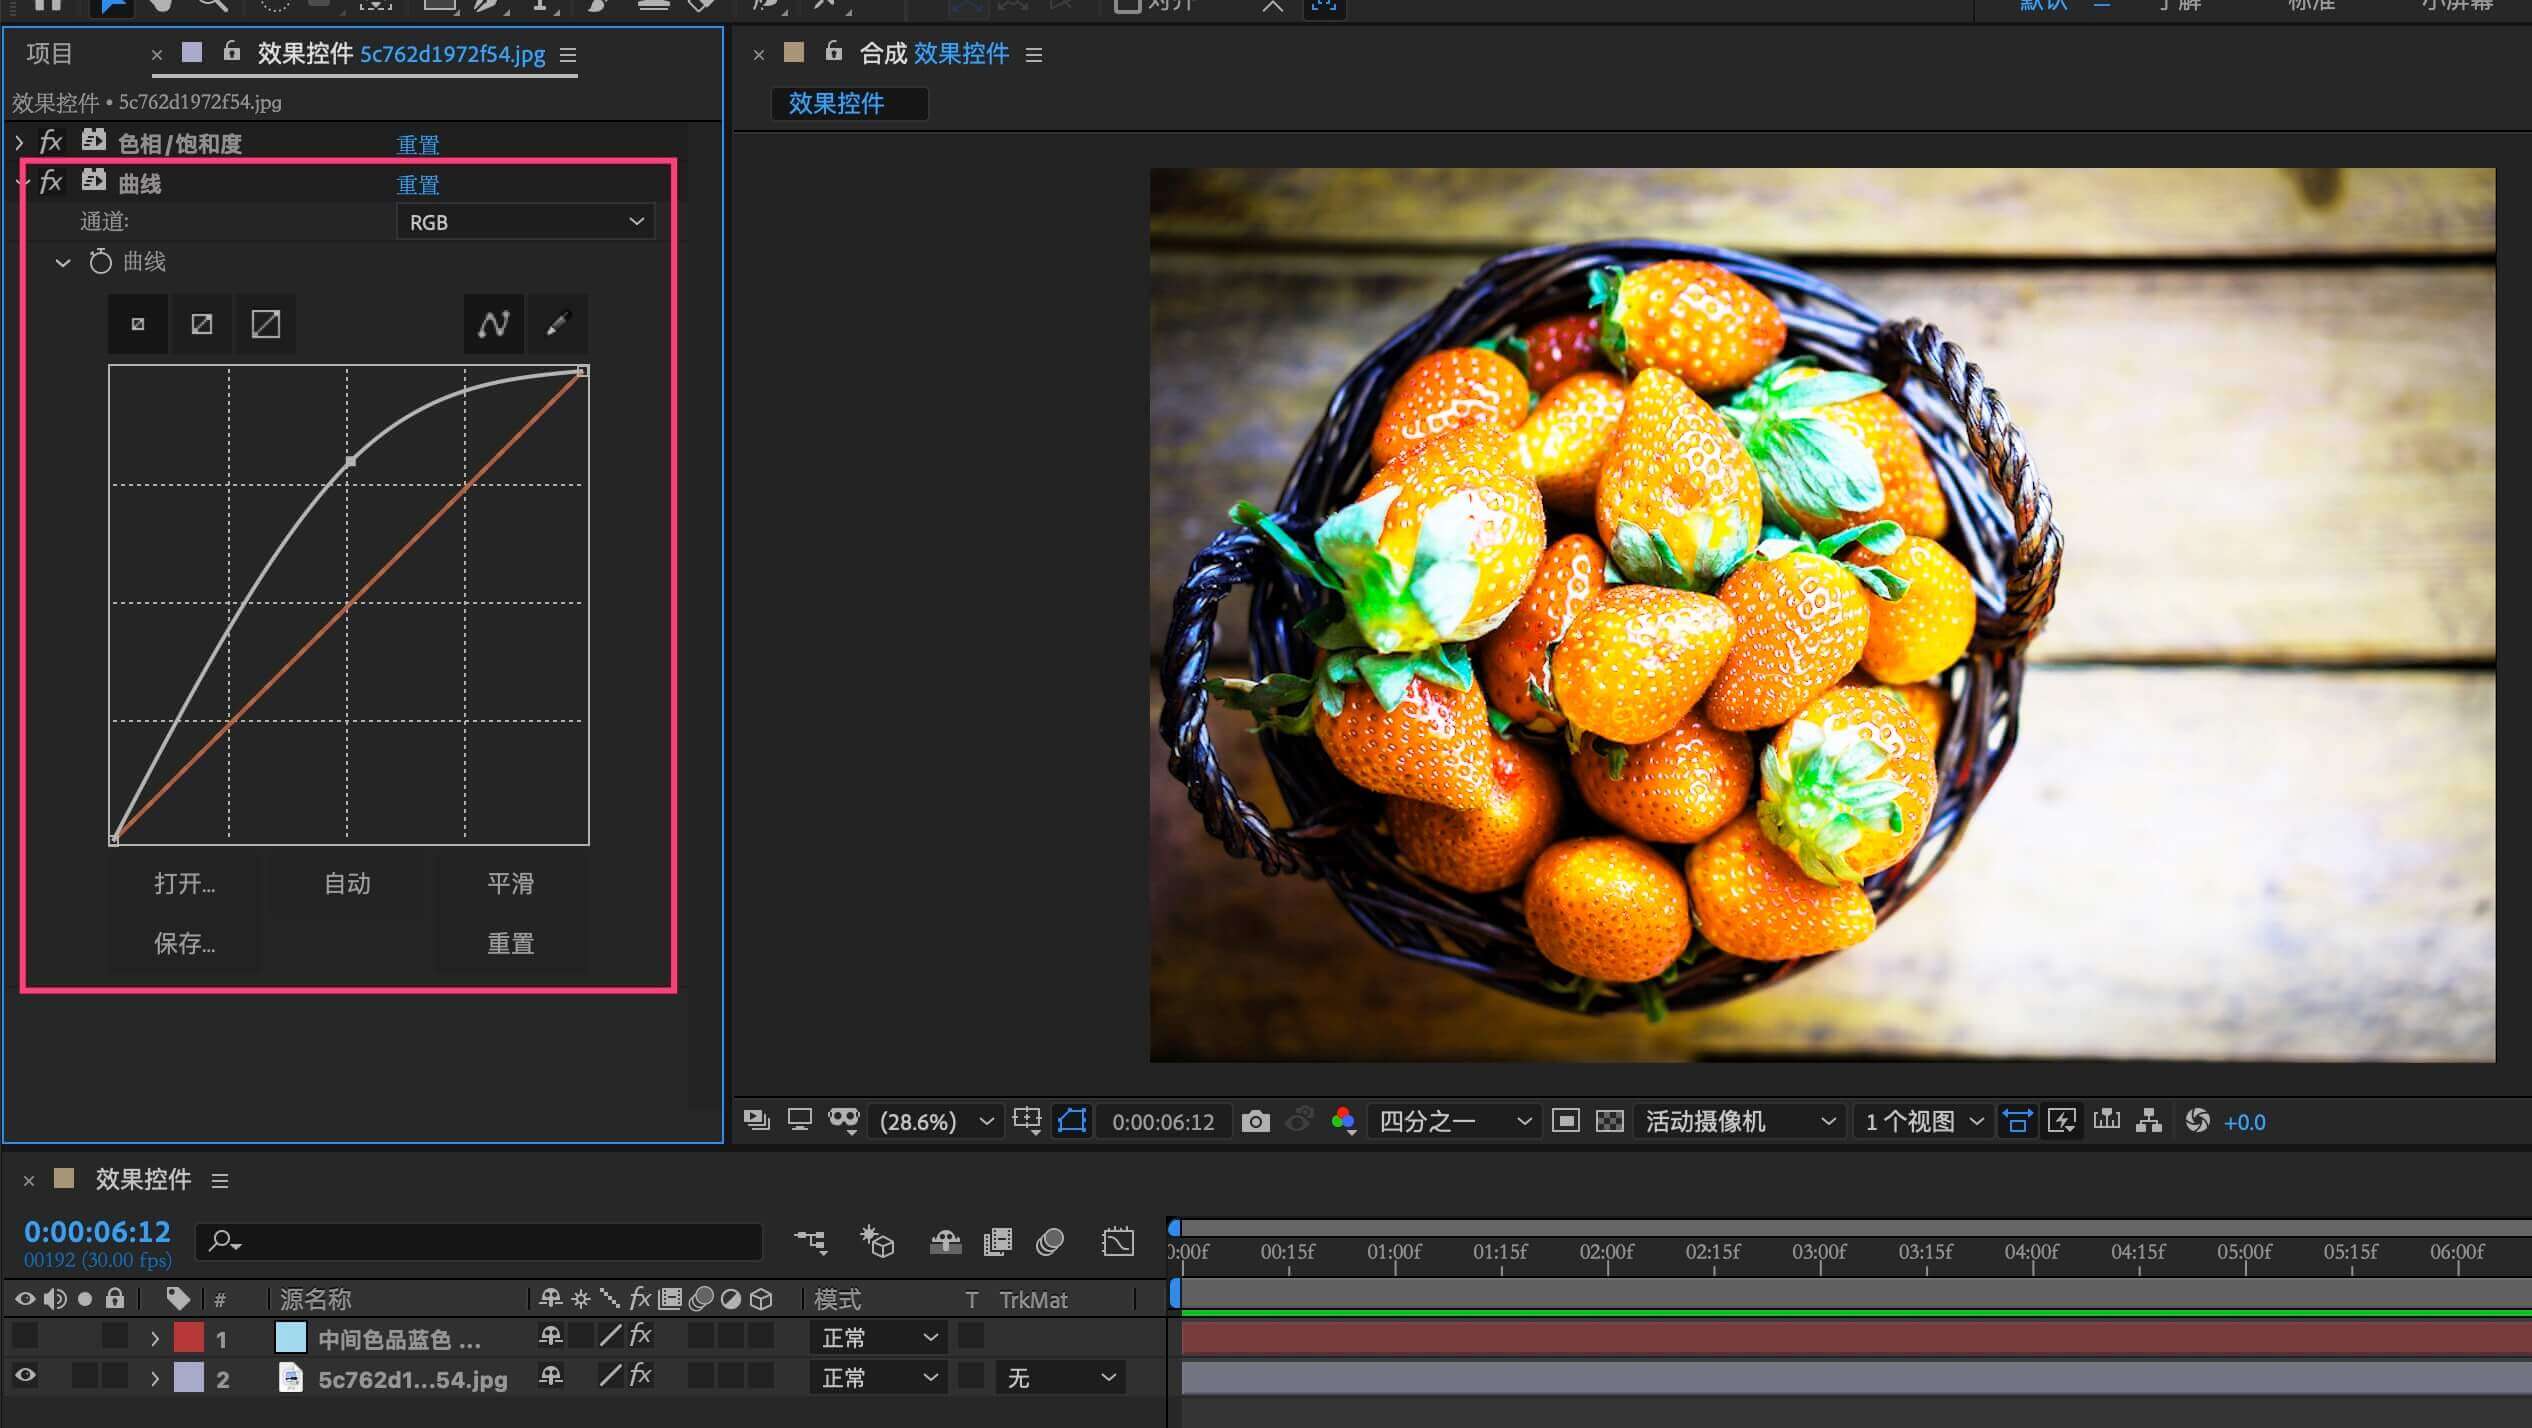 对齐
默认
了解
标准
小屏幕
项目
效果控件 5c762d1972f54.jpg
效果控件 • 5c762d1972f54.jpg
fx 色相/饱和度 重置
fx 曲线 重置
通道: RGB
曲线
打开... 自动 平滑
保存... 重置
合成 效果控件
效果控件
(28.6%) 0:00:06:12 四分之一 活动摄像机 1 个视图 +0.0
效果控件
0:00:06:12
00192 (30.00 fps)
0:00f 00:15f 01:00f 01:15f 02:00f 02:15f 03:00f 03:15f 04:00f 04:15f 05:00f 05:15f 06:00f
# 源名称 fx 模式 T TrkMat
1 中间色品蓝色 ... fx 正常
2 5c762d1...54.jpg fx 正常 无